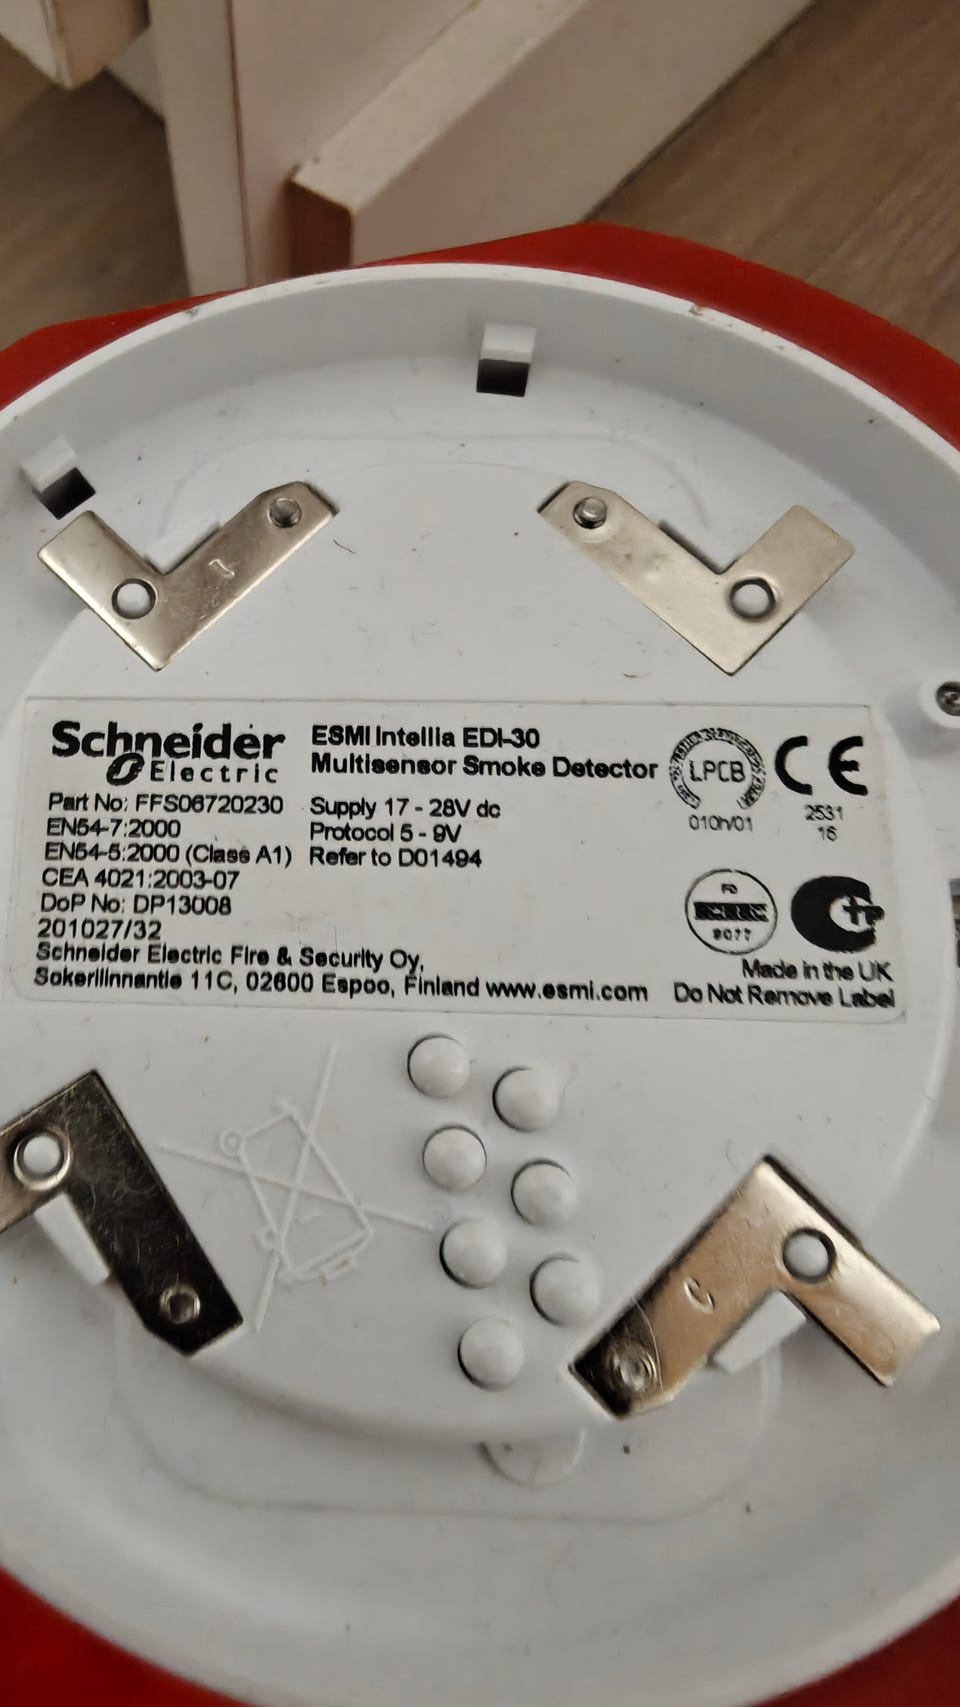 Schneider
Electric
ESMI Intellia EDI-30
Multisensor Smoke Detector
Part No: FFS06720230
EN54-7:2000
EN54-5:2000 (Class A1)
CEA 4021:2003-07
DoP No: DP13008
201027/32
Supply 17 - 28V dc
Protocol 5 - 9V
Refer to D01494
Schneider Electric Fire & Security Oy,
Sokerilinnantie 11C, 02600 Espoo, Finland www.esmi.com
LPCB
010h/01
CE
2531
16
FD
9077
Made in the UK
Do Not Remove Label